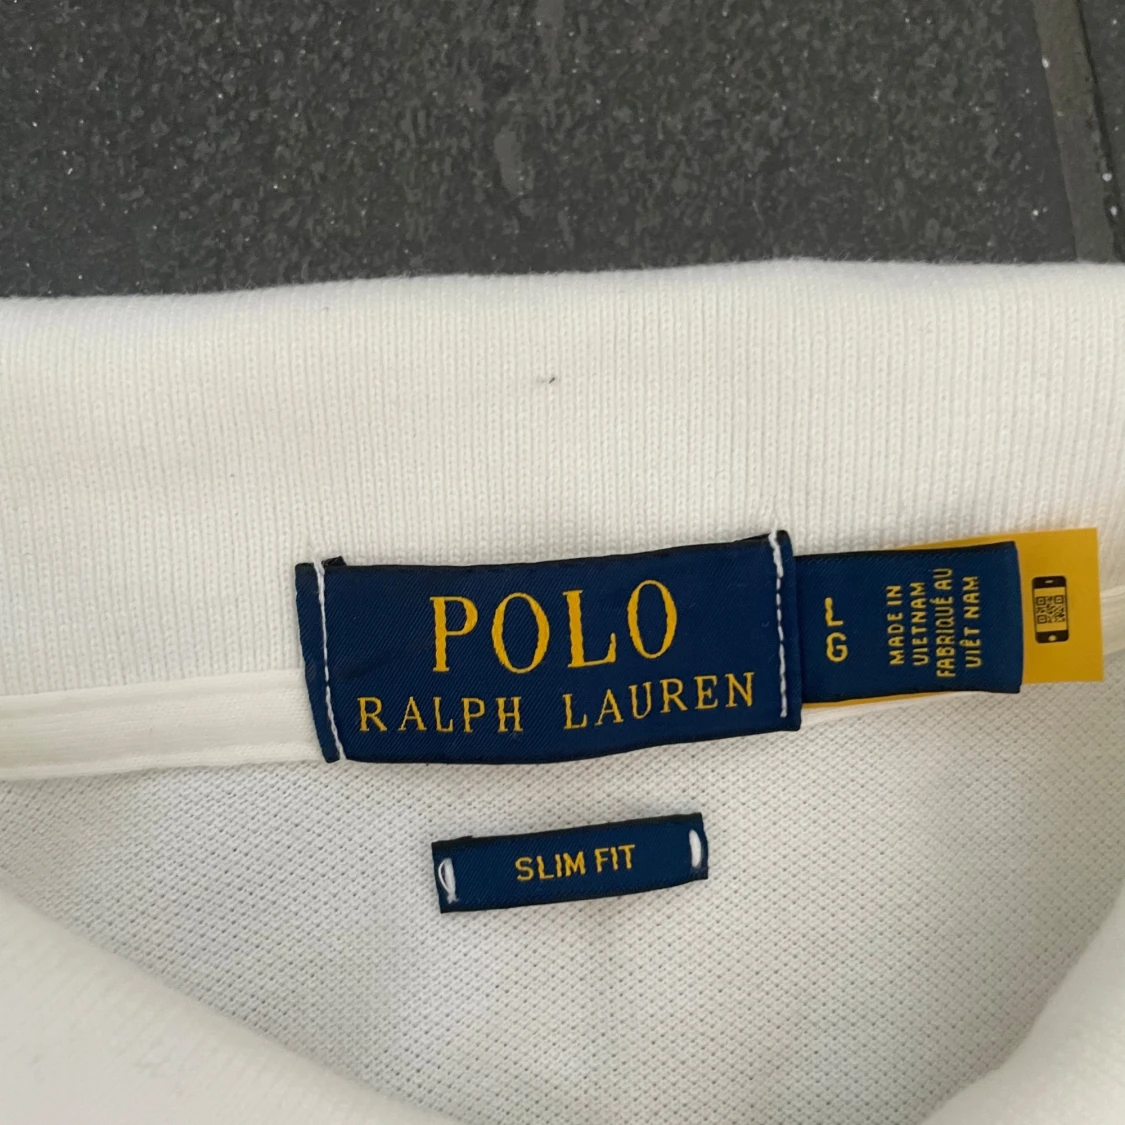 POLO
RALPH LAUREN
L
G
MADE IN
VIETNAM
FABRIQUÉ AU
VIÊT NAM
SLIM FIT